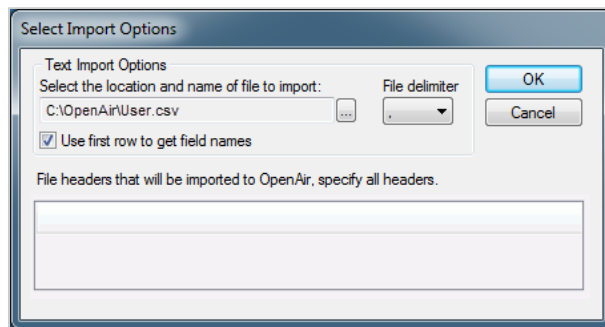 Select Import Options
Text Import Options
Select the location and name of file to import:
File delimiter
OK
C:\OpenAir\User.csv
...
,
Cancel
Use first row to get field names
File headers that will be imported to OpenAir, specify all headers.